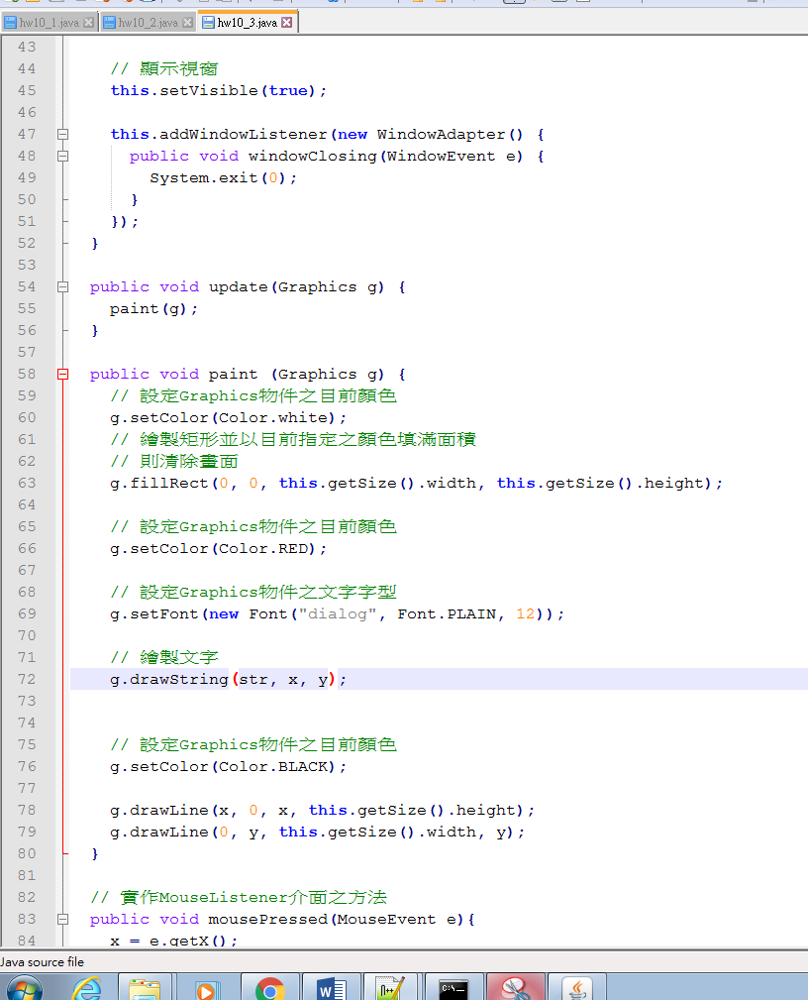 hw10_1.java hw10_2.java hw10_3.java
43
44 // 顯示視窗
45 this.setVisible(true);
46
47 this.addWindowListener(new WindowAdapter() {
48 public void windowClosing(WindowEvent e) {
49 System.exit(0);
50 }
51 });
52 }
53
54 public void update(Graphics g) {
55 paint(g);
56 }
57
58 public void paint (Graphics g) {
59 // 設定Graphics物件之目前顏色
60 g.setColor(Color.white);
61 // 繪製矩形並以目前指定之顏色填滿面積
62 // 則清除畫面
63 g.fillRect(0, 0, this.getSize().width, this.getSize().height);
64
65 // 設定Graphics物件之目前顏色
66 g.setColor(Color.RED);
67
68 // 設定Graphics物件之文字字型
69 g.setFont(new Font("dialog", Font.PLAIN, 12));
70
71 // 繪製文字
72 g.drawString(str, x, y);
73
74
75 // 設定Graphics物件之目前顏色
76 g.setColor(Color.BLACK);
77
78 g.drawLine(x, 0, x, this.getSize().height);
79 g.drawLine(0, y, this.getSize().width, y);
80 }
81
82 // 實作MouseListener介面之方法
83 public void mousePressed(MouseEvent e){
84 x = e.getX();
Java source file